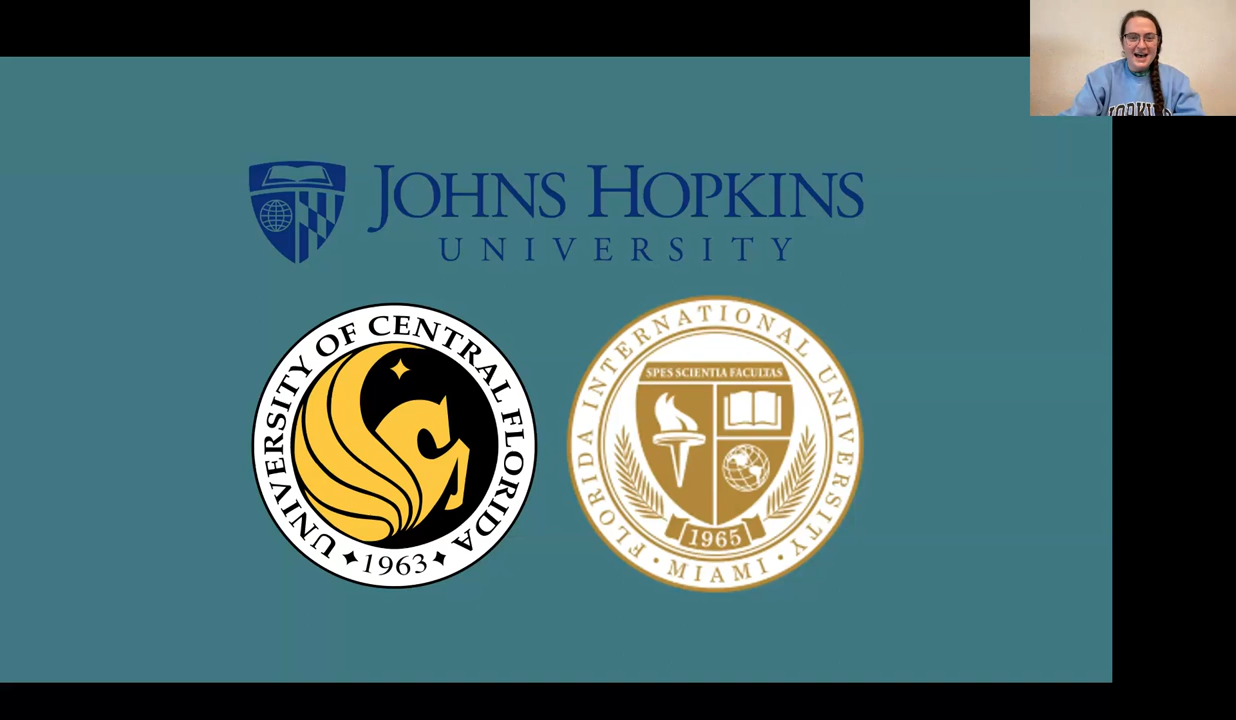 JOHNS HOPKINS
UNIVERSITY
UNIVERSITY OF CENTRAL FLORIDA
1963
FLORIDA INTERNATIONAL UNIVERSITY
SPES SCIENTIA FACULTAS
1965
MIAMI